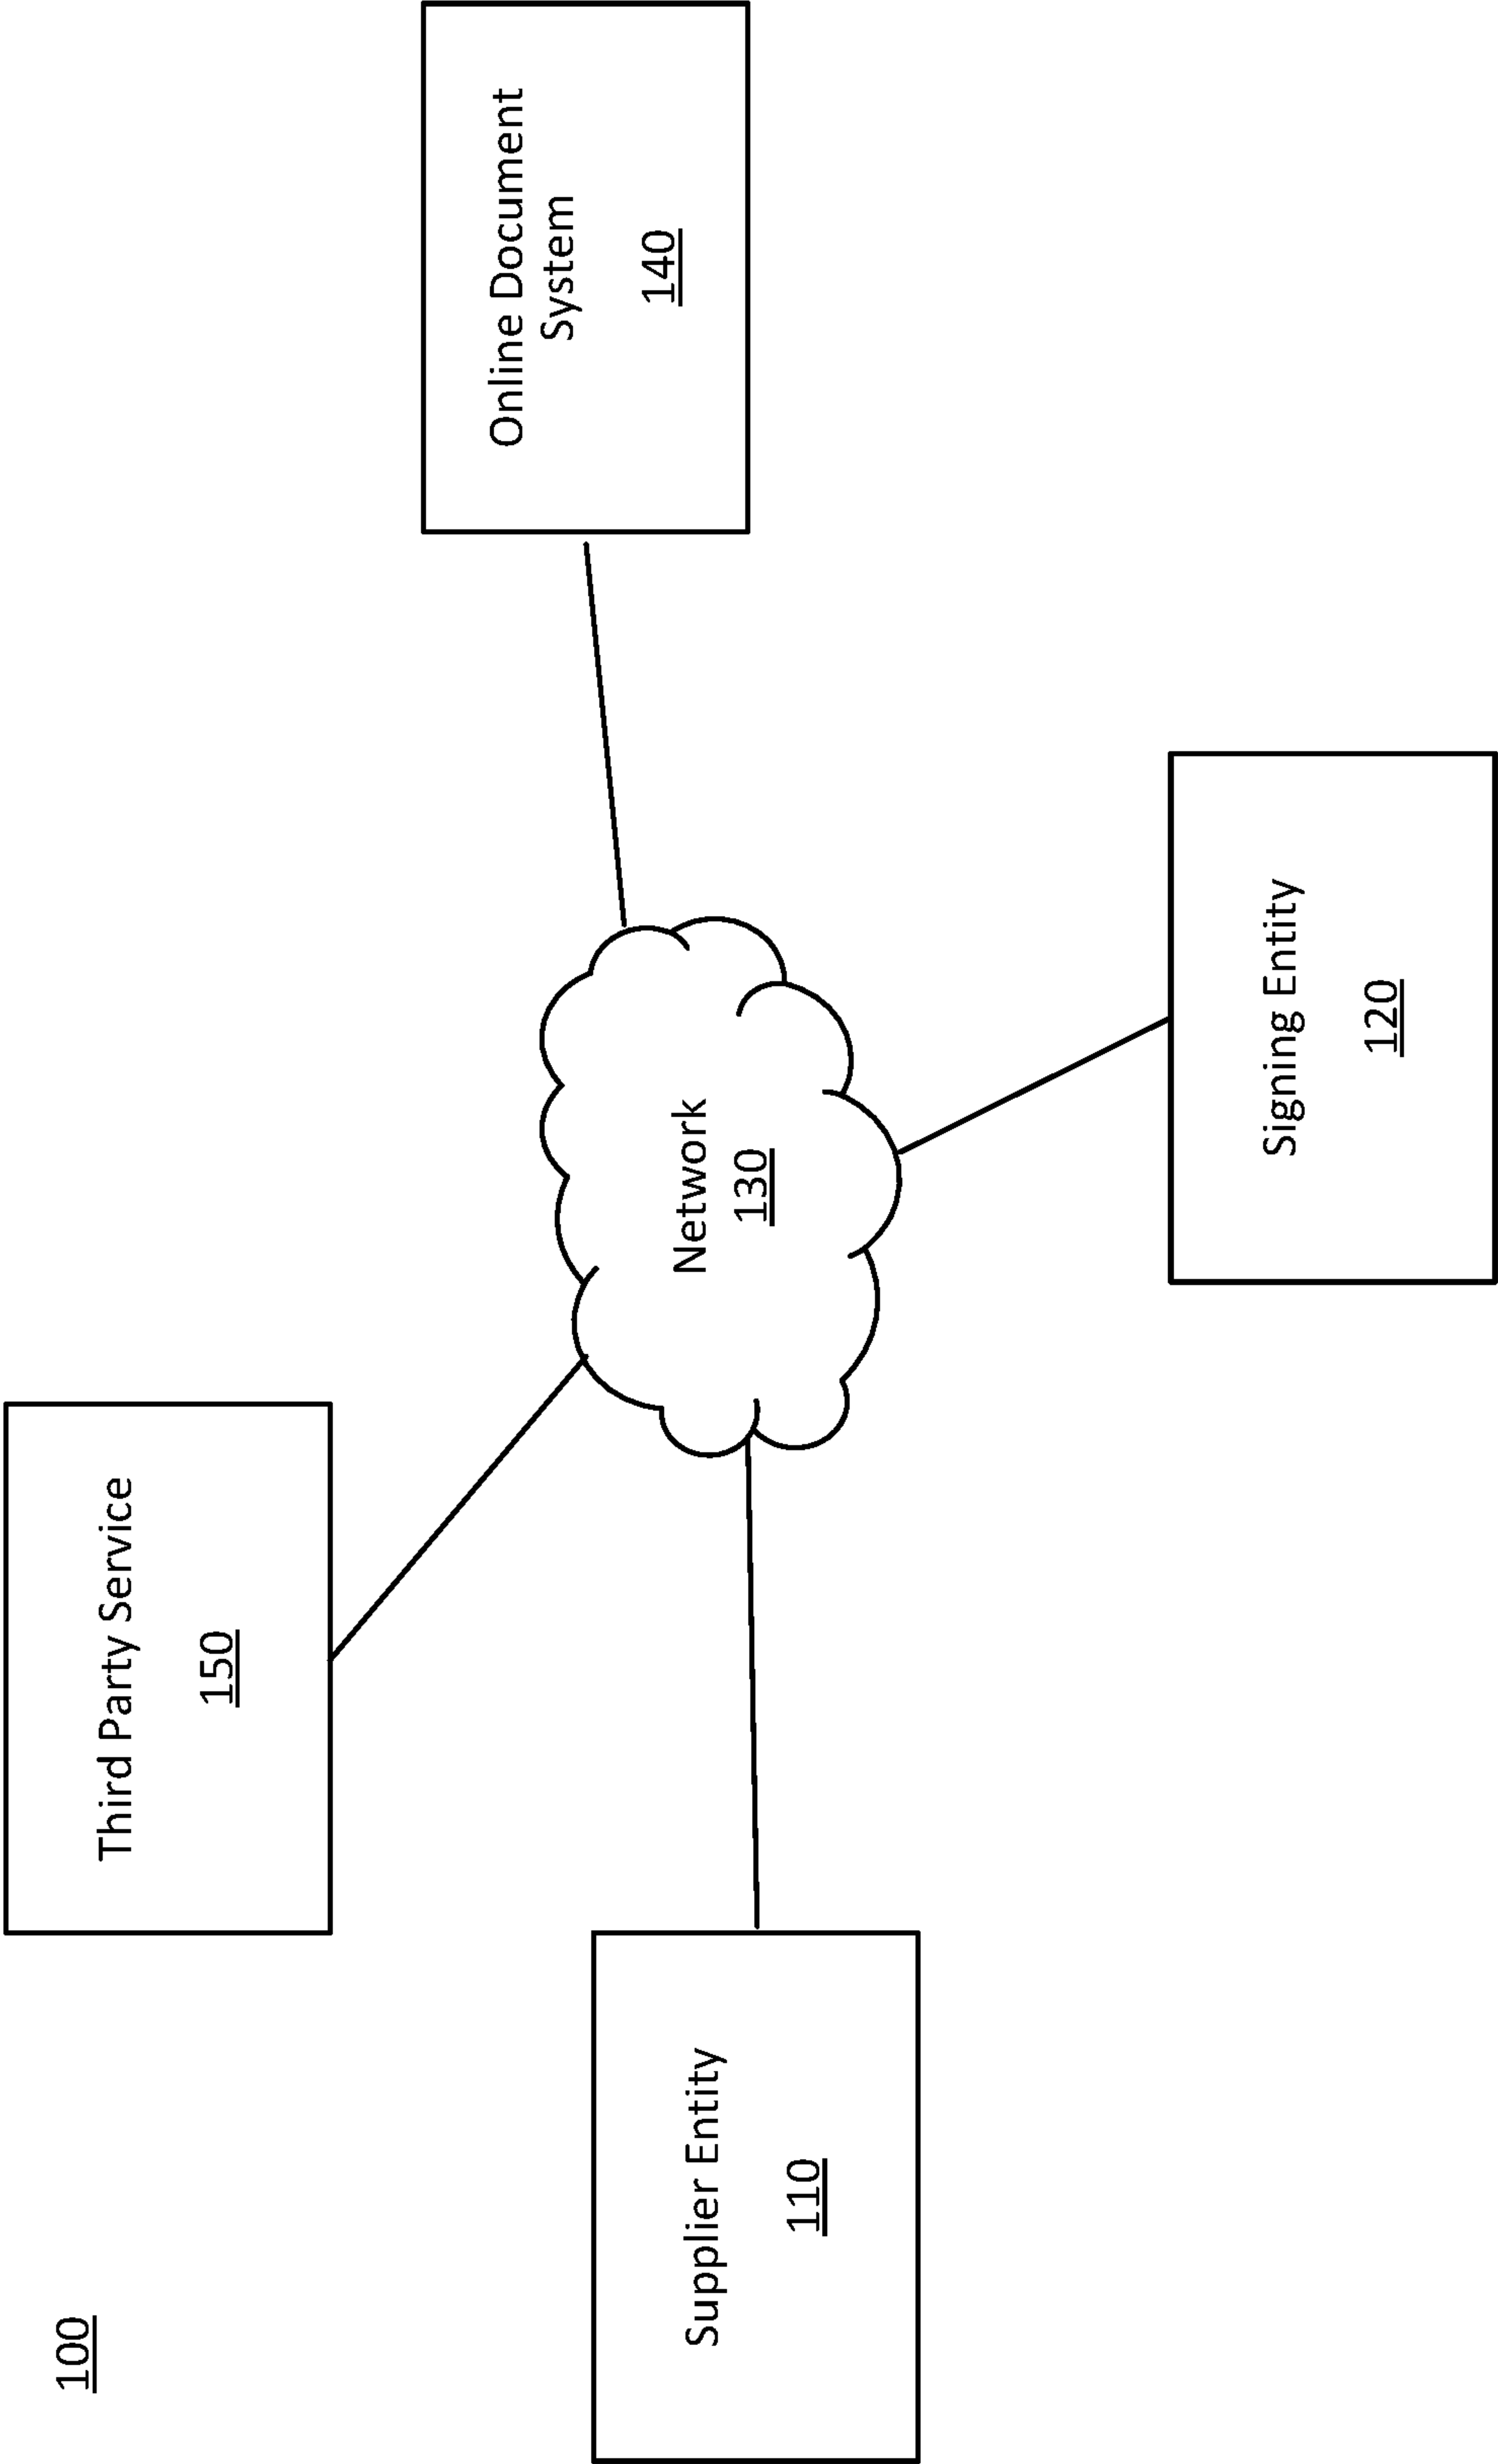 100
Third Party Service
150
Online Document
System
140
Supplier Entity
110
Network
130
Signing Entity
120